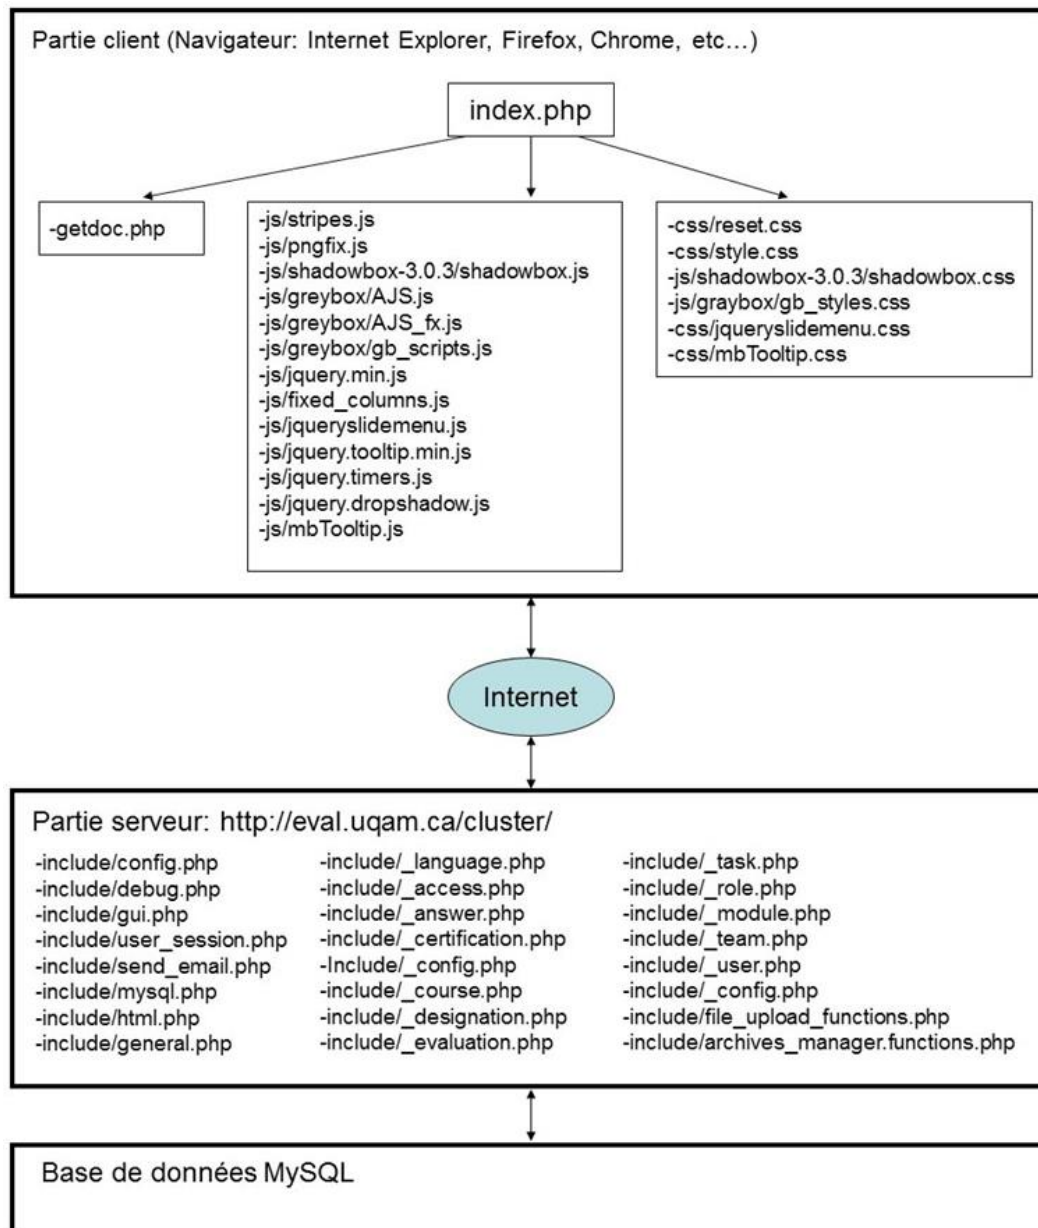 Partie client (Navigateur: Internet Explorer, Firefox, Chrome, etc…)
index.php
-getdoc.php
-js/stripes.js
-js/pngfix.js
-js/shadowbox-3.0.3/shadowbox.js
-js/greybox/AJS.js
-js/greybox/AJS_fx.js
-js/greybox/gb_scripts.js
-js/jquery.min.js
-js/fixed_columns.js
-js/jqueryslidemenu.js
-js/jquery.tooltip.min.js
-js/jquery.timers.js
-js/jquery.dropshadow.js
-js/mbTooltip.js
-css/reset.css
-css/style.css
-js/shadowbox-3.0.3/shadowbox.css
-js/graybox/gb_styles.css
-css/jqueryslidemenu.css
-css/mbTooltip.css
Internet
Partie serveur: http://eval.uqam.ca/cluster/
-include/config.php
-include/debug.php
-include/gui.php
-include/user_session.php
-include/send_email.php
-include/mysql.php
-include/html.php
-include/general.php
-include/_language.php
-include/_access.php
-include/_answer.php
-include/_certification.php
-Include/_config.php
-include/_course.php
-include/_designation.php
-include/_evaluation.php
-include/_task.php
-include/_role.php
-include/_module.php
-include/_team.php
-include/_user.php
-include/_config.php
-include/file_upload_functions.php
-include/archives_manager.functions.php
Base de données MySQL